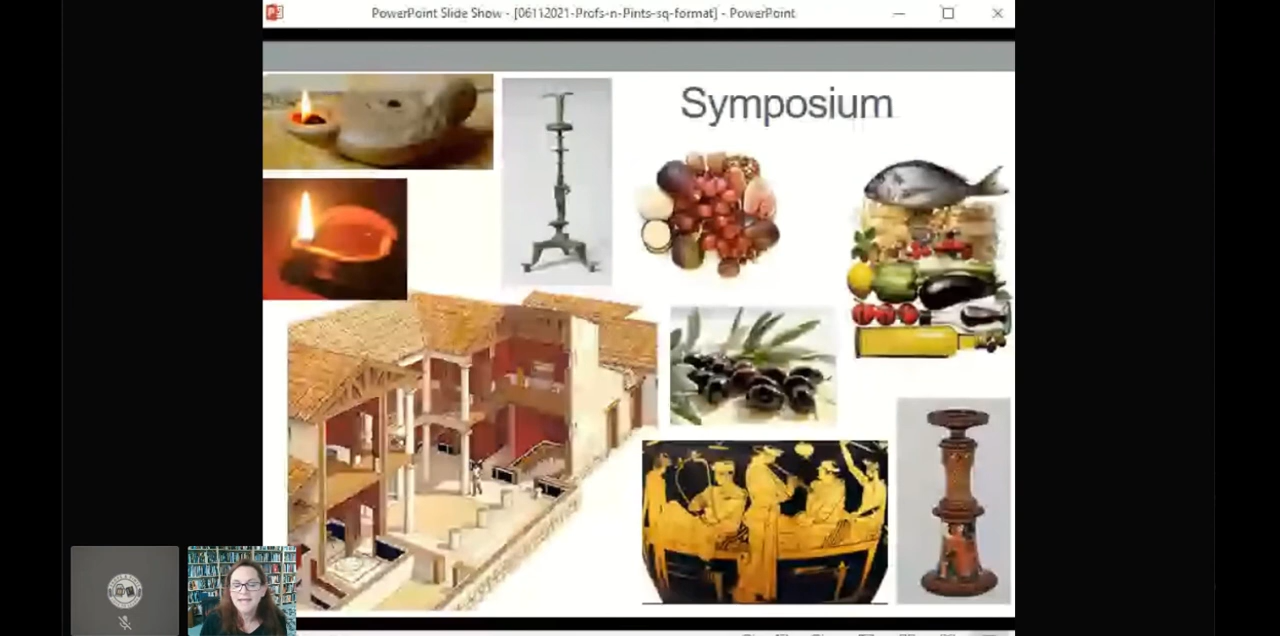 PowerPoint Slide Show - [06112021-Profs-n-Pints-sq-format] - PowerPoint
Symposium